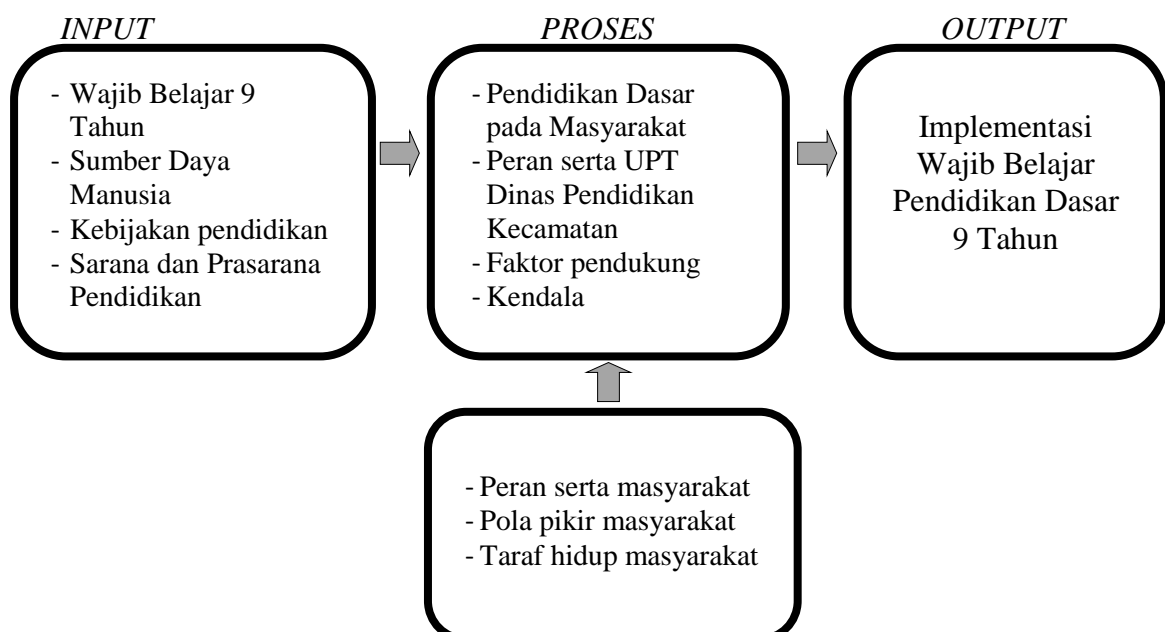 INPUT
- Wajib Belajar 9
Tahun
- Sumber Daya
Manusia
- Kebijakan pendidikan
- Sarana dan Prasarana
Pendidikan
PROSES
- Pendidikan Dasar
pada Masyarakat
- Peran serta UPT
Dinas Pendidikan
Kecamatan
- Faktor pendukung
- Kendala
OUTPUT
Implementasi
Wajib Belajar
Pendidikan Dasar
9 Tahun
- Peran serta masyarakat
- Pola pikir masyarakat
- Taraf hidup masyarakat